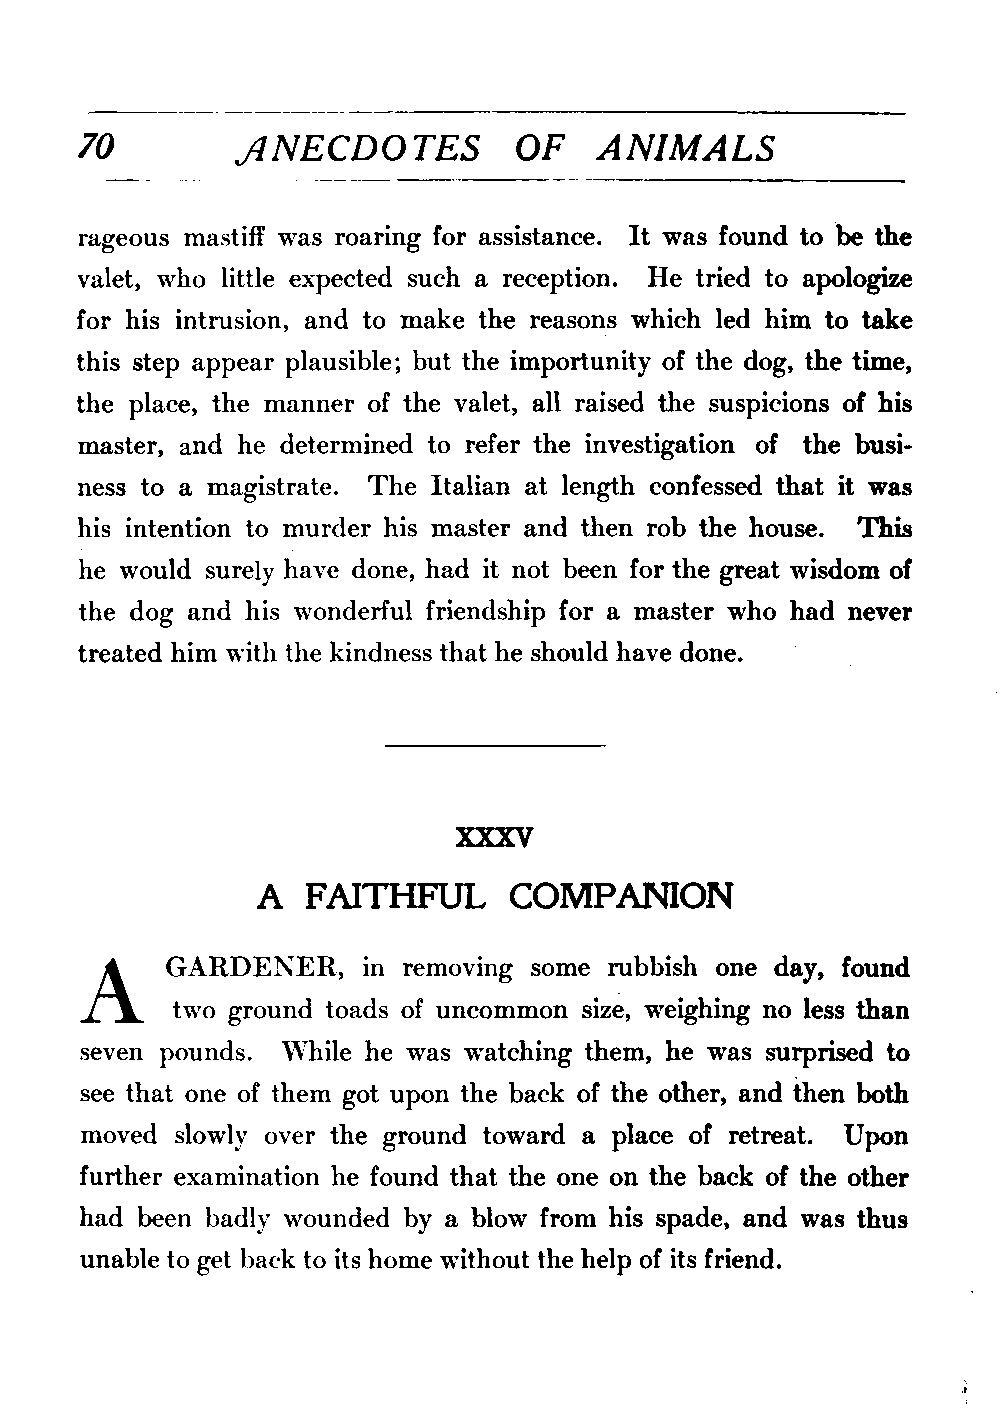 70 ANECDOTES OF ANIMALS
rageous mastiff was roaring for assistance. It was found to be the
valet, who little expected such a reception. He tried to apologize
for his intrusion, and to make the reasons which led him to take
this step appear plausible; but the importunity of the dog, the time,
the place, the manner of the valet, all raised the suspicions of his
master, and he determined to refer the investigation of the busi-
ness to a magistrate. The Italian at length confessed that it was
his intention to murder his master and then rob the house. This
he would surely have done, had it not been for the great wisdom of
the dog and his wonderful friendship for a master who had never
treated him with the kindness that he should have done.
XXXV
A FAITHFUL COMPANION
A GARDENER, in removing some rubbish one day, found
two ground toads of uncommon size, weighing no less than
seven pounds. While he was watching them, he was surprised to
see that one of them got upon the back of the other, and then both
moved slowly over the ground toward a place of retreat. Upon
further examination he found that the one on the back of the other
had been badly wounded by a blow from his spade, and was thus
unable to get back to its home without the help of its friend.